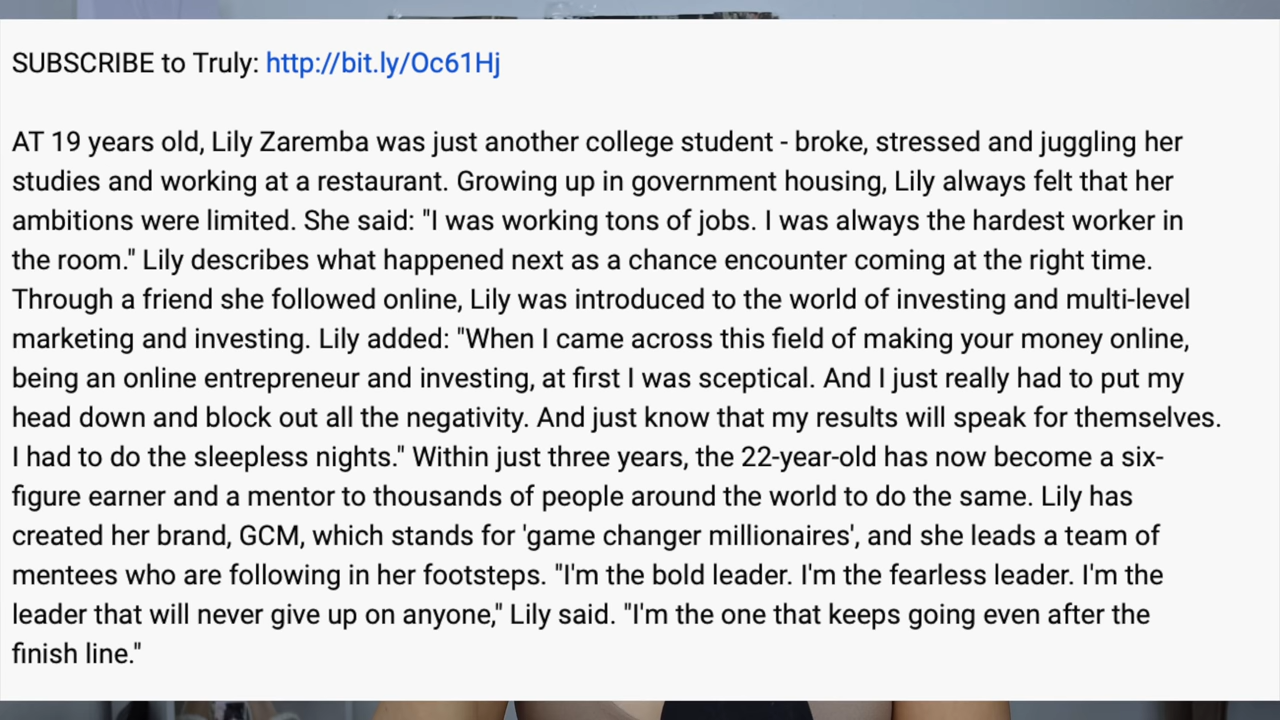 SUBSCRIBE to Truly: http://bit.ly/Oc61Hj
AT 19 years old, Lily Zaremba was just another college student - broke, stressed and juggling her
studies and working at a restaurant. Growing up in government housing, Lily always felt that her
ambitions were limited. She said: "I was working tons of jobs. I was always the hardest worker in
the room." Lily describes what happened next as a chance encounter coming at the right time.
Through a friend she followed online, Lily was introduced to the world of investing and multi-level
marketing and investing. Lily added: "When I came across this field of making your money online,
being an online entrepreneur and investing, at first I was sceptical. And I just really had to put my
head down and block out all the negativity. And just know that my results will speak for themselves.
I had to do the sleepless nights." Within just three years, the 22-year-old has now become a six-
figure earner and a mentor to thousands of people around the world to do the same. Lily has
created her brand, GCM, which stands for 'game changer millionaires', and she leads a team of
mentees who are following in her footsteps. "I'm the bold leader. I'm the fearless leader. I'm the
leader that will never give up on anyone," Lily said. "I'm the one that keeps going even after the
finish line."